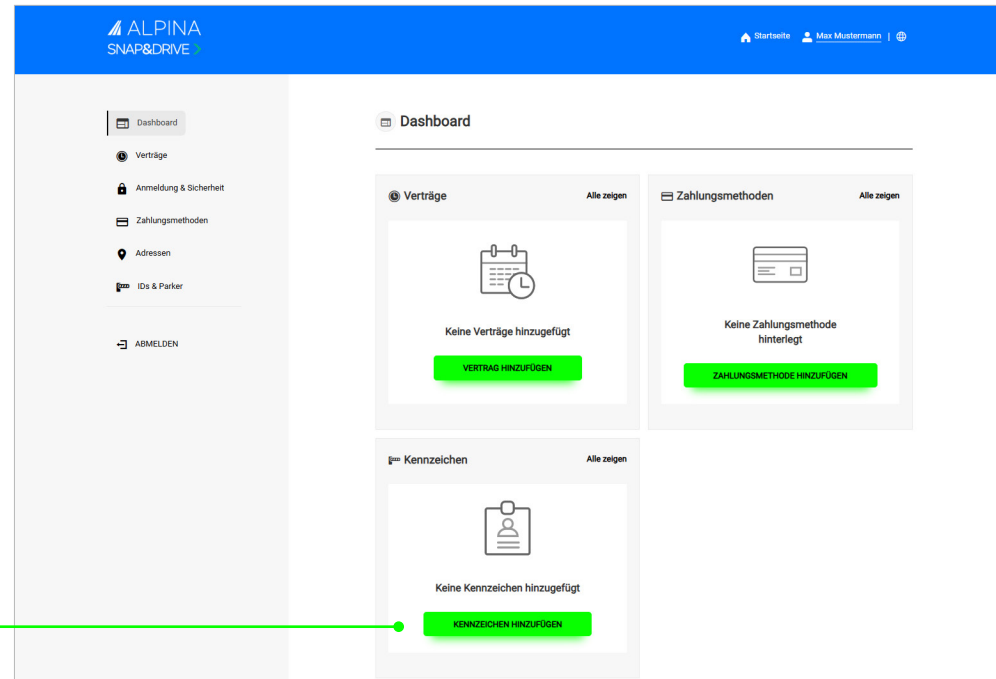 ALPINA
SNAP&DRIVE >
Startseite Max Mustermann |
Dashboard
Verträge
Anmeldung & Sicherheit
Zahlungsmethoden
Adressen
IDs & Parker
ABMELDEN
Dashboard
Verträge Alle zeigen
Keine Verträge hinzugefügt
VERTRAG HINZUFÜGEN
Zahlungsmethoden Alle zeigen
Keine Zahlungsmethode
hinterlegt
ZAHLUNGSMETHODE HINZUFÜGEN
Kennzeichen Alle zeigen
Keine Kennzeichen hinzugefügt
KENNZEICHEN HINZUFÜGEN